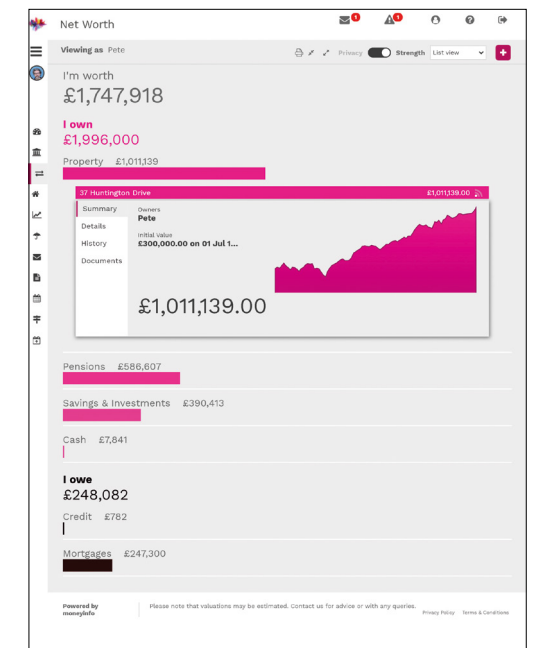 Net Worth
1
1
Viewing as Pete
Privacy
Strength
List view
I'm worth
£1,747,918
I own
£1,996,000
Property £1,011,139
37 Huntington Drive £1,011,139.00
Summary
Details
History
Documents
Owners
Pete
Initial Value
£300,000.00 on 01 Jul 1...
£1,011,139.00
Pensions £586,607
Savings & Investments £390,413
Cash £7,841
I owe
£248,082
Credit £782
Mortgages £247,300
Powered by
moneyinfo
Please note that valuations may be estimated. Contact us for advice or with any queries.
Privacy Policy Terms & Conditions